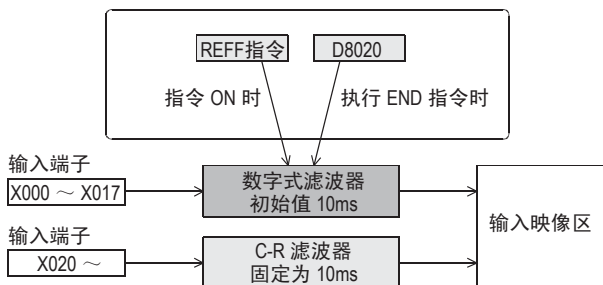 REFF指令 D8020
指令 ON 时 执行 END 指令时
输入端子
X000 ～ X017
数字式滤波器
初始值 10ms
输入映像区
输入端子
X020 ～
C-R 滤波器
固定为 10ms